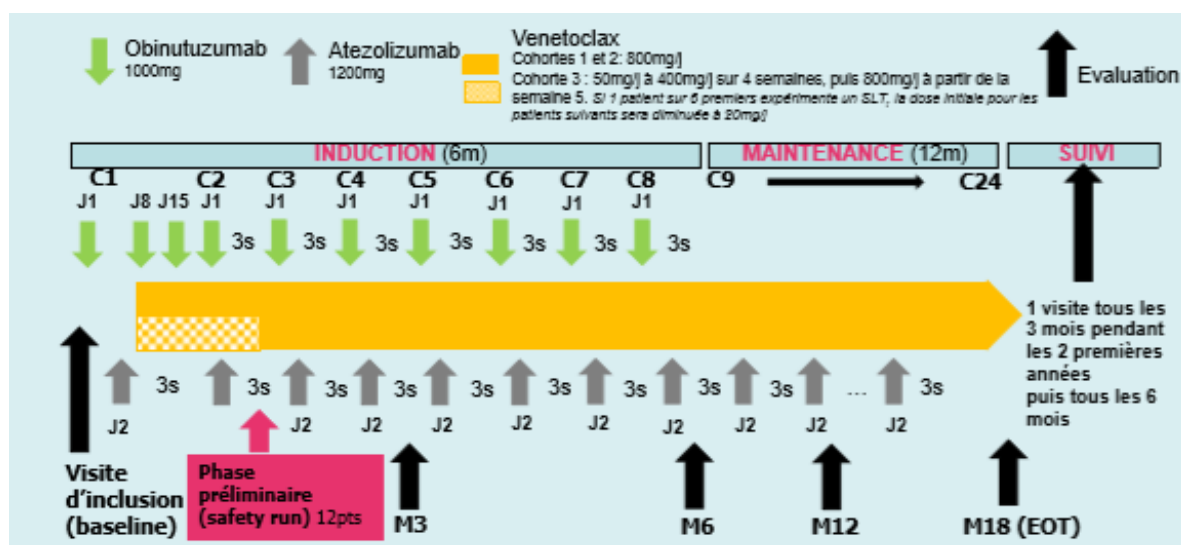 Obinutuzumab
1000mg
Atezolizumab
1200mg
Venetoclax
Cohortes 1 et 2: 800mg/j
Cohorte 3 : 50mg/j à 400mg/j sur 4 semaines, puis 800mg/j à partir de la
semaine 5. Si 1 patient sur 6 premiers expérimente un SLT, la dose initiale pour les
patients suivants sera diminuée à 20mg/j
Evaluation
INDUCTION (6m)
MAINTENANCE (12m)
SUIVI
C1 C2 C3 C4 C5 C6 C7 C8 C9 C24
J1 J8 J15 J1 J1 J1 J1 J1 J1 J1
3s 3s 3s 3s 3s 3s 3s
1 visite tous les
3 mois pendant
les 2 premières
années
puis tous les 6
mois
3s 3s 3s 3s 3s 3s 3s 3s 3s ... 3s
J2 J2 J2 J2 J2 J2 J2 J2 J2 J2
Visite
d'inclusion
(baseline)
Phase
préliminaire
(safety run) 12pts
M3
M6
M12
M18 (EOT)